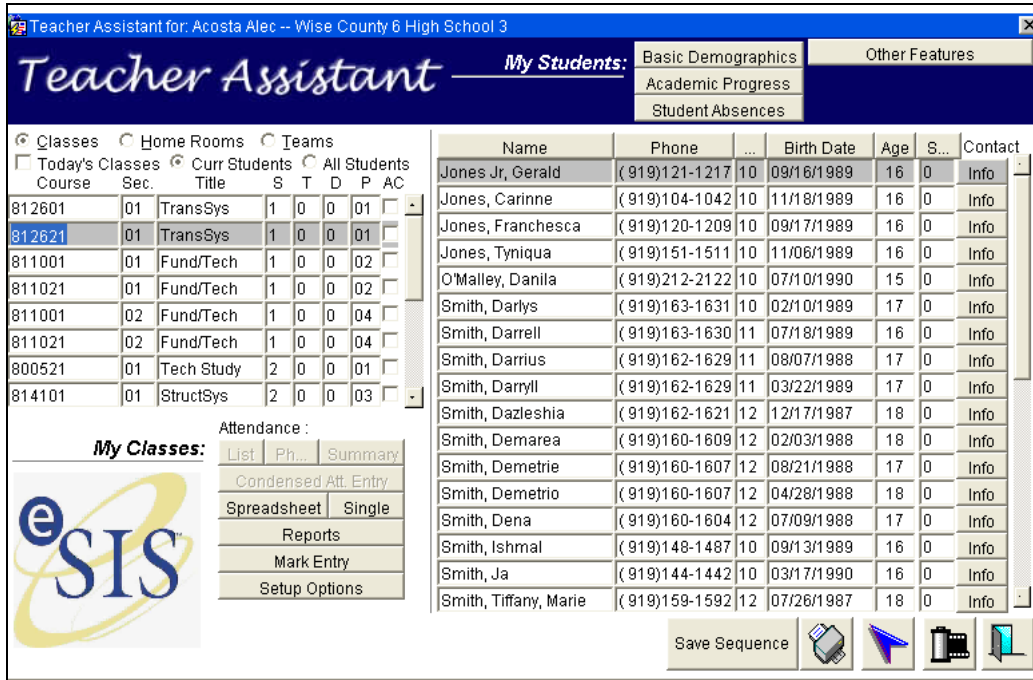 Teacher Assistant for: Acosta Alec -- Wise County 6 High School 3
Teacher Assistant
My Students:
Basic Demographics
Academic Progress
Student Absences
Other Features
Classes Home Rooms Teams
Today's Classes Curr Students All Students
Course Sec. Title S T D P AC
812601 01 TransSys 1 0 0 01
812621 01 TransSys 1 0 0 01
811001 01 Fund/Tech 1 0 0 02
811021 01 Fund/Tech 1 0 0 02
811001 02 Fund/Tech 1 0 0 04
811021 02 Fund/Tech 1 0 0 04
800521 01 Tech Study 2 0 0 01
814101 01 StructSys 2 0 0 03
Attendance :
My Classes:
List Ph... Summary
Condensed Att. Entry
Spreadsheet Single
Reports
Mark Entry
Setup Options
eSIS
Name Phone ... Birth Date Age S... Contact
Jones Jr, Gerald (919)121-1217 10 09/16/1989 16 0 Info
Jones, Carinne (919)104-1042 10 11/18/1989 16 0 Info
Jones, Franchesca (919)120-1209 10 09/17/1989 16 0 Info
Jones, Tyniqua (919)151-1511 10 11/06/1989 16 0 Info
O'Malley, Danila (919)212-2122 10 07/10/1990 15 0 Info
Smith, Darlys (919)163-1631 10 02/10/1989 17 0 Info
Smith, Darrell (919)163-1630 11 07/18/1989 16 0 Info
Smith, Darrius (919)162-1629 11 08/07/1988 17 0 Info
Smith, Darryll (919)162-1629 11 03/22/1989 17 0 Info
Smith, Dazleshia (919)162-1621 12 12/17/1987 18 0 Info
Smith, Demarea (919)160-1609 12 02/03/1988 18 0 Info
Smith, Demetrie (919)160-1607 12 08/21/1988 17 0 Info
Smith, Demetrio (919)160-1607 12 04/28/1988 18 0 Info
Smith, Dena (919)160-1604 12 07/09/1988 17 0 Info
Smith, Ishmal (919)148-1487 10 09/13/1989 16 0 Info
Smith, Ja (919)144-1442 10 03/17/1990 16 0 Info
Smith, Tiffany, Marie (919)159-1592 12 07/26/1987 18 0 Info
Save Sequence